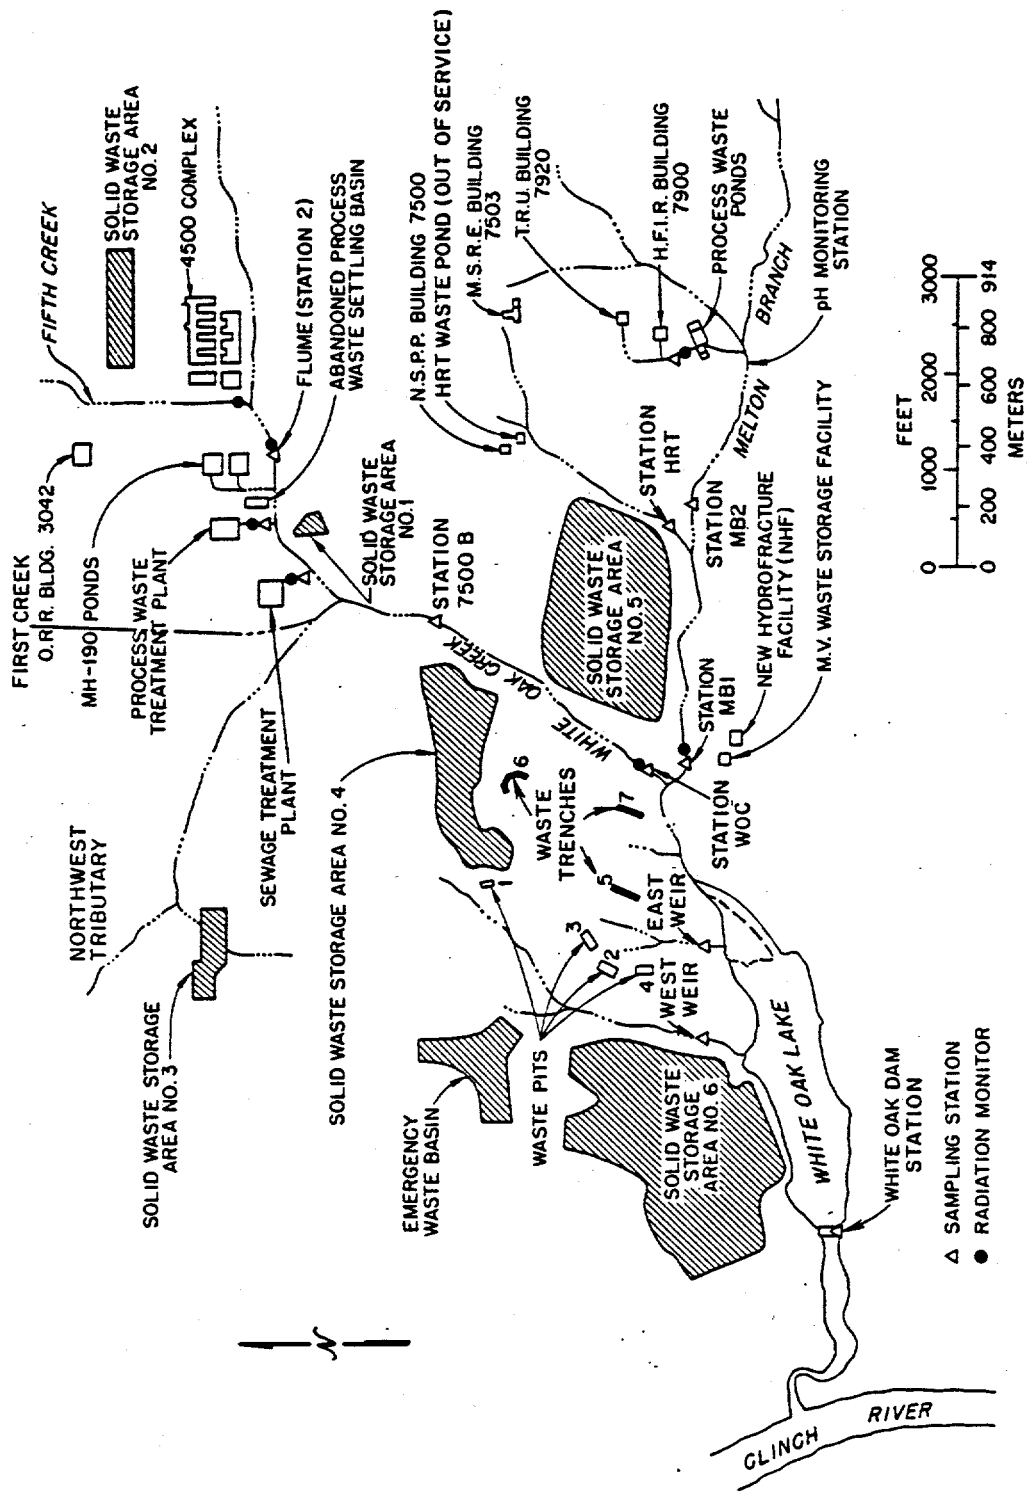 FIRST CREEK
O.R.R. BLDG. 3042
MH-190 PONDS
PROCESS WASTE
TREATMENT PLANT
FIFTH CREEK
SOLID WASTE
STORAGE AREA
NO.2
4500 COMPLEX
FLUME (STATION 2)
ABANDONED PROCESS
WASTE SETTLING BASIN
NORTHWEST
TRIBUTARY
SEWAGE TREATMENT
PLANT
SOLID WASTE
STORAGE AREA
NO.1
SOLID WASTE STORAGE
AREA NO.3
SOLID WASTE STORAGE AREA NO.4
STATION
7500 B
N.S.P.P. BUILDING 7500
HRT WASTE POND (OUT OF SERVICE)
M.S.R.E. BUILDING
7503
T.R.U. BUILDING
7920
H.F.I.R. BUILDING
7900
PROCESS WASTE
PONDS
pH MONITORING
STATION
EMERGENCY
WASTE BASIN
WASTE PITS
1
3
2
4
WASTE
TRENCHES
6
5
7
WHITE OAK CREEK
SOLID WASTE
STORAGE AREA
NO.5
STATION
HRT
STATION
MB2
MELTON BRANCH
WEST
WEIR
EAST
WEIR
STATION
WOC
STATION
MB1
NEW HYDROFRACTURE
FACILITY (NHF)
M.V. WASTE STORAGE FACILITY
SOLID WASTE
STORAGE
AREA NO.6
WHITE OAK LAKE
WHITE OAK DAM
STATION
N
CLINCH RIVER
△ SAMPLING STATION
● RADIATION MONITOR
FEET
0 1000 2000 3000
0 200 400 600 800 914
METERS